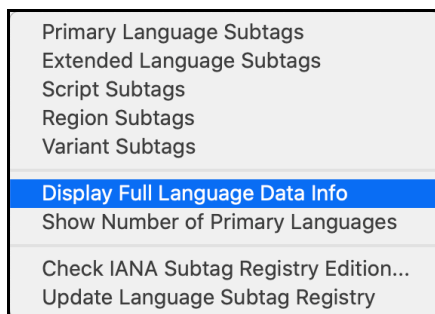 Primary Language Subtags
Extended Language Subtags
Script Subtags
Region Subtags
Variant Subtags
Display Full Language Data Info
Show Number of Primary Languages
Check IANA Subtag Registry Edition...
Update Language Subtag Registry